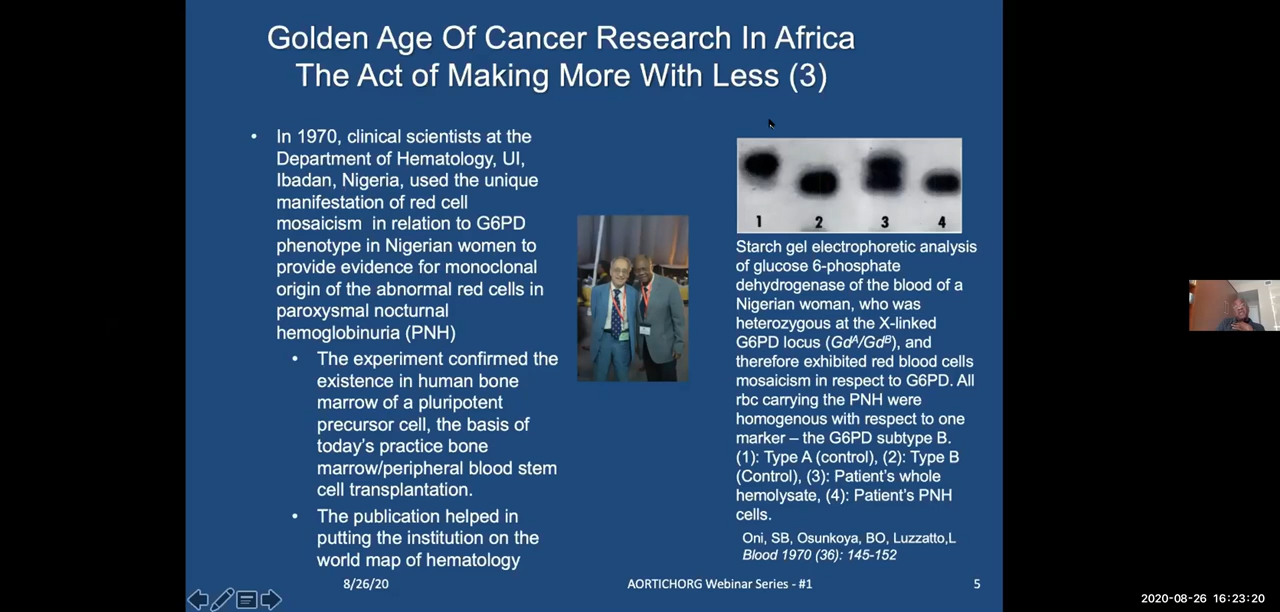 Golden Age Of Cancer Research In Africa
The Act of Making More With Less (3)
• In 1970, clinical scientists at the
Department of Hematology, UI,
Ibadan, Nigeria, used the unique
manifestation of red cell
mosaicism in relation to G6PD
phenotype in Nigerian women to
provide evidence for monoclonal
origin of the abnormal red cells in
paroxysmal nocturnal
hemoglobinuria (PNH)
• The experiment confirmed the
existence in human bone
marrow of a pluripotent
precursor cell, the basis of
today's practice bone
marrow/peripheral blood stem
cell transplantation.
• The publication helped in
putting the institution on the
world map of hematology
1 2 3 4
Starch gel electrophoretic analysis
of glucose 6-phosphate
dehydrogenase of the blood of a
Nigerian woman, who was
heterozygous at the X-linked
G6PD locus (Gdᴬ/Gdᴮ), and
therefore exhibited red blood cells
mosaicism in respect to G6PD. All
rbc carrying the PNH were
homogenous with respect to one
marker – the G6PD subtype B.
(1): Type A (control), (2): Type B
(Control), (3): Patient's whole
hemolysate, (4): Patient's PNH
cells.
Oni, SB, Osunkoya, BO, Luzzatto,L
Blood 1970 (36): 145-152
8/26/20
AORTICHORG Webinar Series - #1
5
2020-08-26 16:23:20